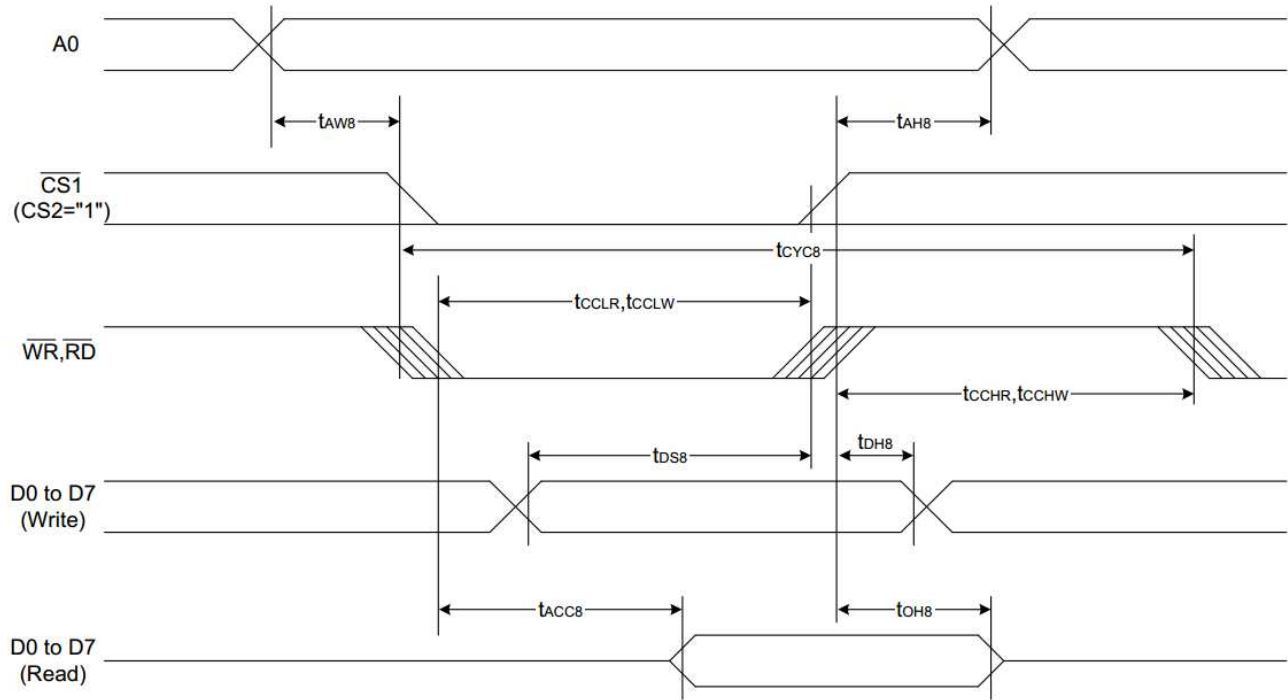 A0
tAW8
tAH8
CS1
(CS2="1")
tCYC8
tCCLR,tCCLW
WR,RD
tCCHR,tCCHW
tDS8
tDH8
D0 to D7
(Write)
tACC8
tOH8
D0 to D7
(Read)